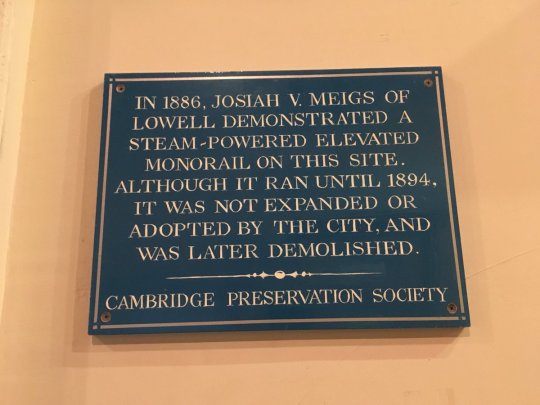 IN 1886, JOSIAH V. MEIGS OF
LOWELL DEMONSTRATED A
STEAM-POWERED ELEVATED
MONORAIL ON THIS SITE.
ALTHOUGH IT RAN UNTIL 1894,
IT WAS NOT EXPANDED OR
ADOPTED BY THE CITY, AND
WAS LATER DEMOLISHED.
CAMBRIDGE PRESERVATION SOCIETY